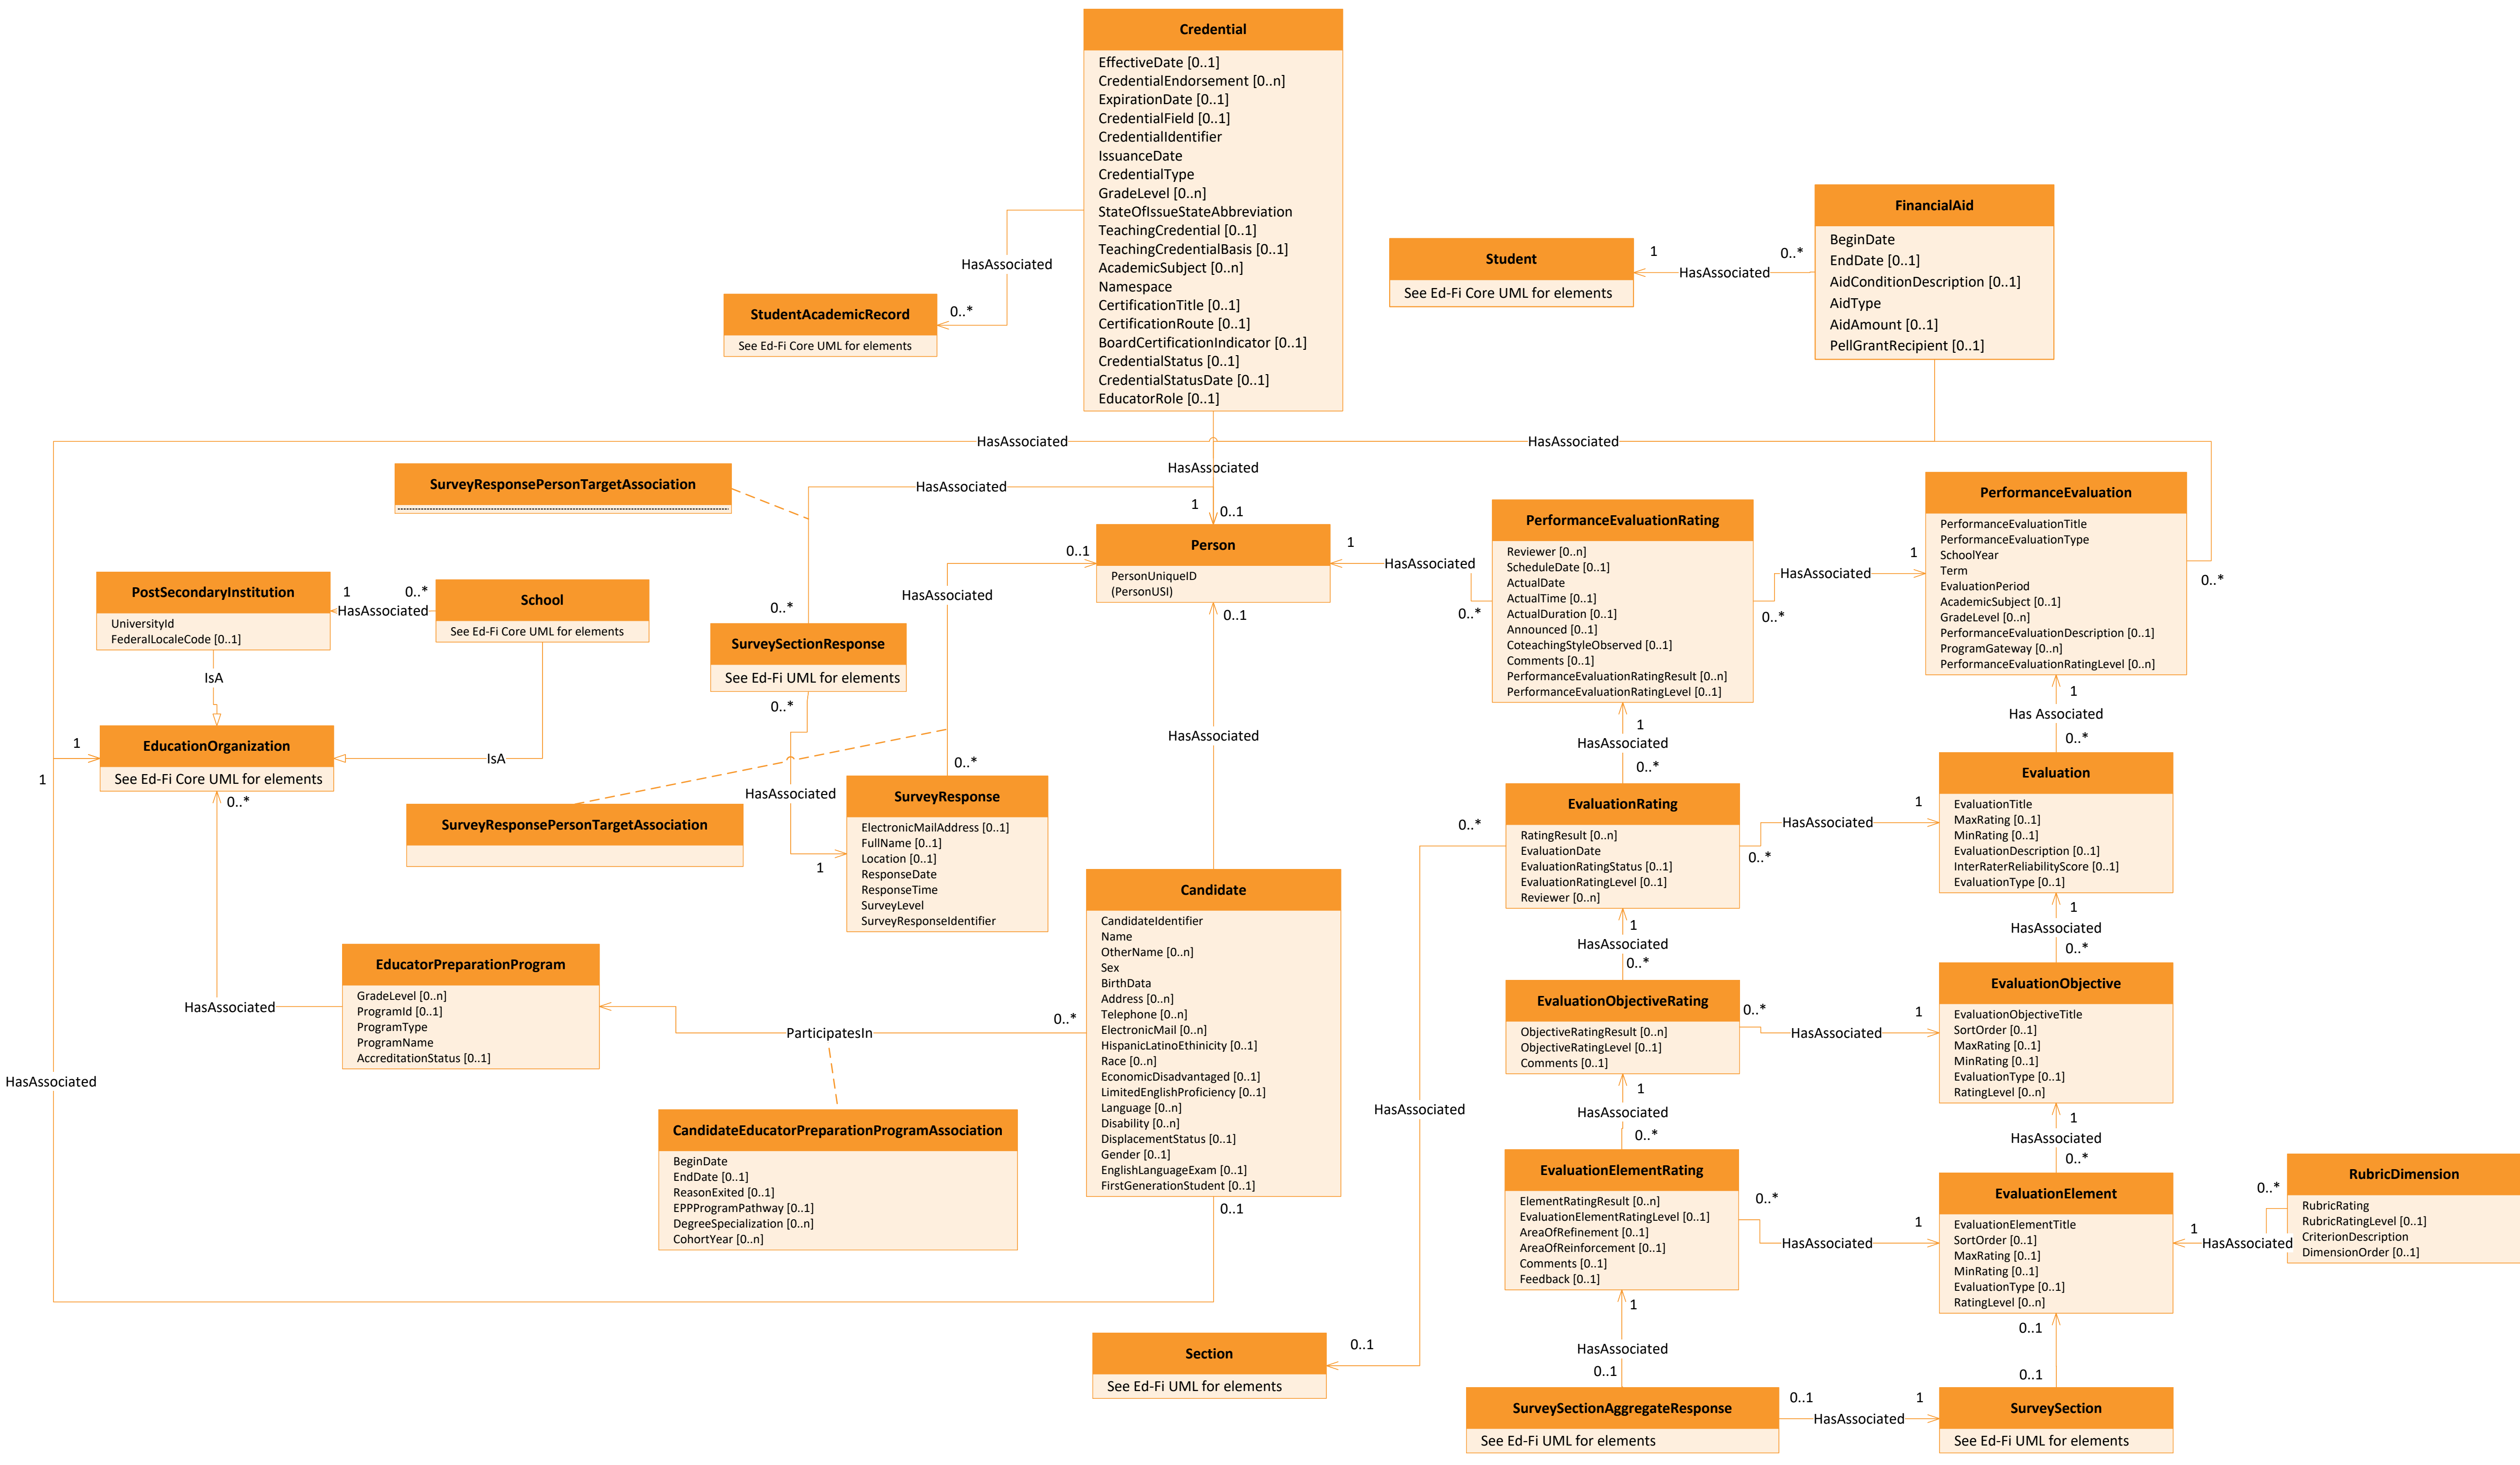 Credential
EffectiveDate [0..1]
CredentialEndorsement [0..n]
ExpirationDate [0..1]
CredentialField [0..1]
CredentialIdentifier
IssuanceDate
CredentialType
GradeLevel [0..n]
StateOfIssueStateAbbreviation
TeachingCredential [0..1]
TeachingCredentialBasis [0..1]
AcademicSubject [0..n]
Namespace
CertificationTitle [0..1]
CertificationRoute [0..1]
BoardCertificationIndicator [0..1]
CredentialStatus [0..1]
CredentialStatusDate [0..1]
EducatorRole [0..1]
HasAssociated
0..*
StudentAcademicRecord
See Ed-Fi Core UML for elements
Student
See Ed-Fi Core UML for elements
1
HasAssociated
0..*
FinancialAid
BeginDate
EndDate [0..1]
AidConditionDescription [0..1]
AidType
AidAmount [0..1]
PellGrantRecipient [0..1]
HasAssociated
HasAssociated
HasAssociated
1
0..1
SurveyResponsePersonTargetAssociation
HasAssociated
0..*
Person
PersonUniqueID
(PersonUSI)
0..1
HasAssociated
0..1
1
HasAssociated
0..*
PerformanceEvaluationRating
Reviewer [0..n]
ScheduleDate [0..1]
ActualDate
ActualTime [0..1]
ActualDuration [0..1]
Announced [0..1]
CoteachingStyleObserved [0..1]
Comments [0..1]
PerformanceEvaluationRatingResult [0..n]
PerformanceEvaluationRatingLevel [0..1]
1
HasAssociated
0..*
PerformanceEvaluation
PerformanceEvaluationTitle
PerformanceEvaluationType
SchoolYear
Term
EvaluationPeriod
AcademicSubject [0..1]
GradeLevel [0..n]
PerformanceEvaluationDescription [0..1]
ProgramGateway [0..n]
PerformanceEvaluationRatingLevel [0..n]
0..*
PostSecondaryInstitution
UniversityId
FederalLocaleCode [0..1]
1
HasAssociated
0..*
School
See Ed-Fi Core UML for elements
IsA
IsA
SurveySectionResponse
See Ed-Fi UML for elements
0..*
HasAssociated
1
EducationOrganization
See Ed-Fi Core UML for elements
1
1
0..*
HasAssociated
SurveyResponsePersonTargetAssociation
0..*
SurveyResponse
ElectronicMailAddress [0..1]
FullName [0..1]
Location [0..1]
ResponseDate
ResponseTime
SurveyLevel
SurveyResponseIdentifier
HasAssociated
1
HasAssociated
0..*
1
Has Associated
0..*
EvaluationRating
RatingResult [0..n]
EvaluationDate
EvaluationRatingStatus [0..1]
EvaluationRatingLevel [0..1]
Reviewer [0..n]
0..*
1
HasAssociated
0..*
Evaluation
EvaluationTitle
MaxRating [0..1]
MinRating [0..1]
EvaluationDescription [0..1]
InterRaterReliabilityScore [0..1]
EvaluationType [0..1]
Candidate
CandidateIdentifier
Name
OtherName [0..n]
Sex
BirthData
Address [0..n]
Telephone [0..n]
ElectronicMail [0..n]
HispanicLatinoEthinicity [0..1]
Race [0..n]
EconomicDisadvantaged [0..1]
LimitedEnglishProficiency [0..1]
Language [0..n]
Disability [0..n]
DisplacementStatus [0..1]
Gender [0..1]
EnglishLanguageExam [0..1]
FirstGenerationStudent [0..1]
0..1
EducatorPreparationProgram
GradeLevel [0..n]
ProgramId [0..1]
ProgramType
ProgramName
AccreditationStatus [0..1]
HasAssociated
0..*
ParticipatesIn
CandidateEducatorPreparationProgramAssociation
BeginDate
EndDate [0..1]
ReasonExited [0..1]
EPPProgramPathway [0..1]
DegreeSpecialization [0..n]
CohortYear [0..n]
1
HasAssociated
0..*
1
HasAssociated
0..*
EvaluationObjectiveRating
ObjectiveRatingResult [0..n]
ObjectiveRatingLevel [0..1]
Comments [0..1]
0..*
1
HasAssociated
EvaluationObjective
EvaluationObjectiveTitle
SortOrder [0..1]
MaxRating [0..1]
MinRating [0..1]
EvaluationType [0..1]
RatingLevel [0..n]
HasAssociated
1
HasAssociated
0..*
1
HasAssociated
0..*
EvaluationElementRating
ElementRatingResult [0..n]
EvaluationElementRatingLevel [0..1]
AreaOfRefinement [0..1]
AreaOfReinforcement [0..1]
Comments [0..1]
Feedback [0..1]
0..*
1
HasAssociated
EvaluationElement
EvaluationElementTitle
SortOrder [0..1]
MaxRating [0..1]
MinRating [0..1]
EvaluationType [0..1]
RatingLevel [0..n]
0..*
1
HasAssociated
RubricDimension
RubricRating
RubricRatingLevel [0..1]
CriterionDescription
DimensionOrder [0..1]
Section
See Ed-Fi UML for elements
0..1
1
HasAssociated
0..1
0..1
0..1
SurveySectionAggregateResponse
See Ed-Fi UML for elements
0..1
1
HasAssociated
SurveySection
See Ed-Fi UML for elements